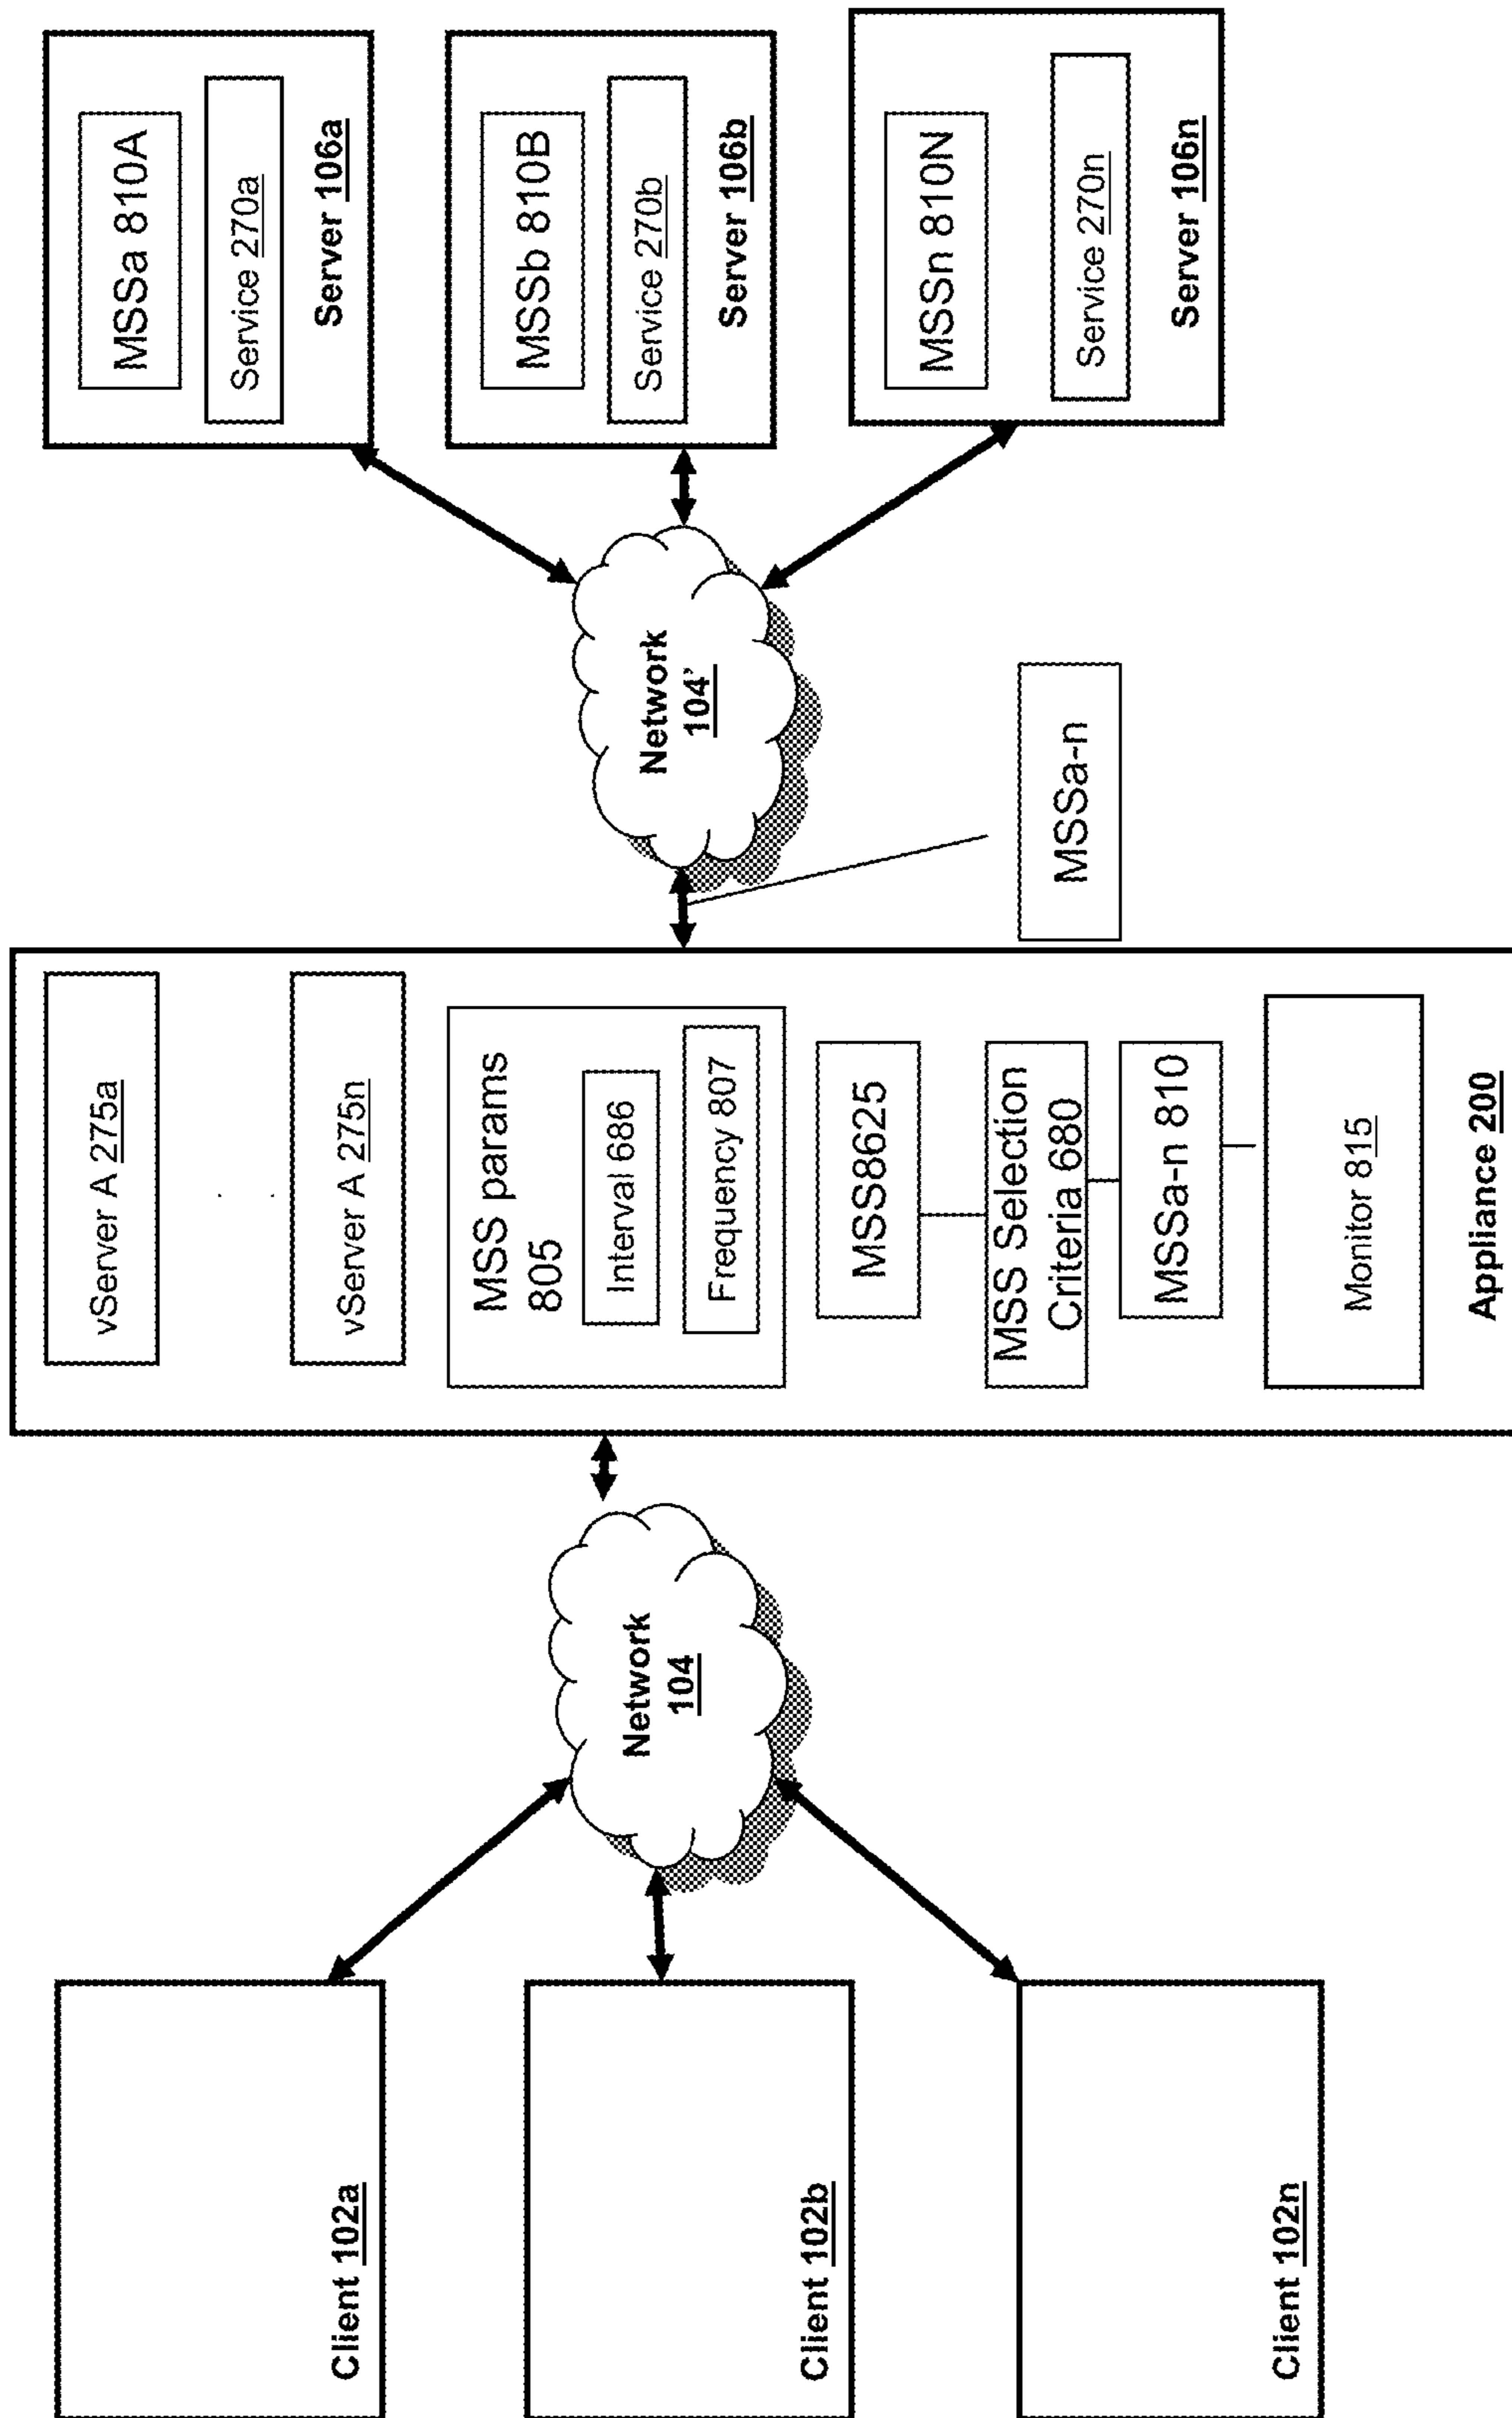 Client 102a
Client 102b
Client 102n
Network
104
vServer A 275a
. .
vServer A 275n
MSS params
805
Interval 686
Frequency 807
MSS8625
MSS Selection
Criteria 680
MSSa-n 810
Monitor 815
Appliance 200
Network
104'
MSSa-n
MSSa 810A
Service 270a
Server 106a
MSSb 810B
Service 270b
Server 106b
MSSn 810N
Service 270n
Server 106n